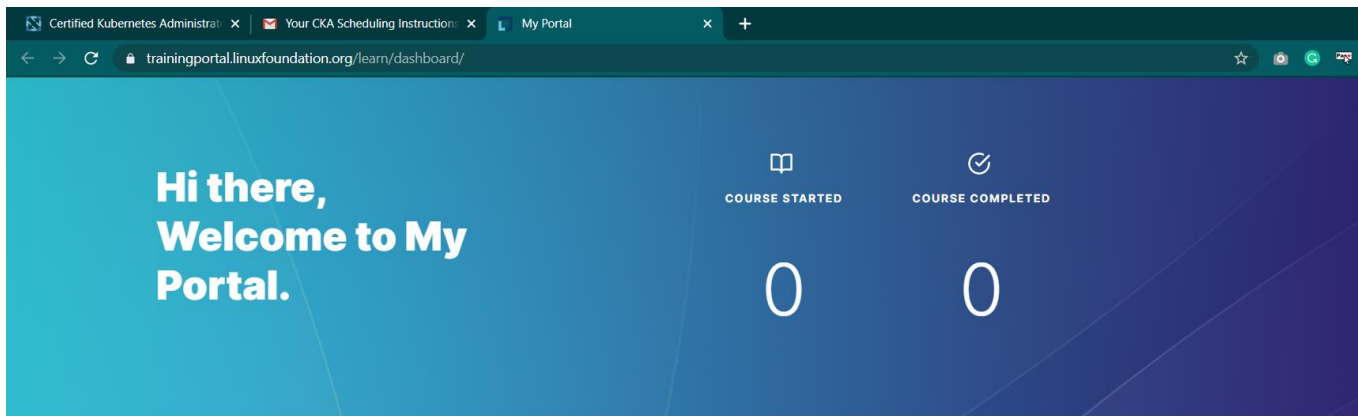 Certified Kubernetes Administrat
Your CKA Scheduling Instructions
My Portal
trainingportal.linuxfoundation.org/learn/dashboard/
Hi there,
Welcome to My
Portal.
COURSE STARTED
COURSE COMPLETED
0
0